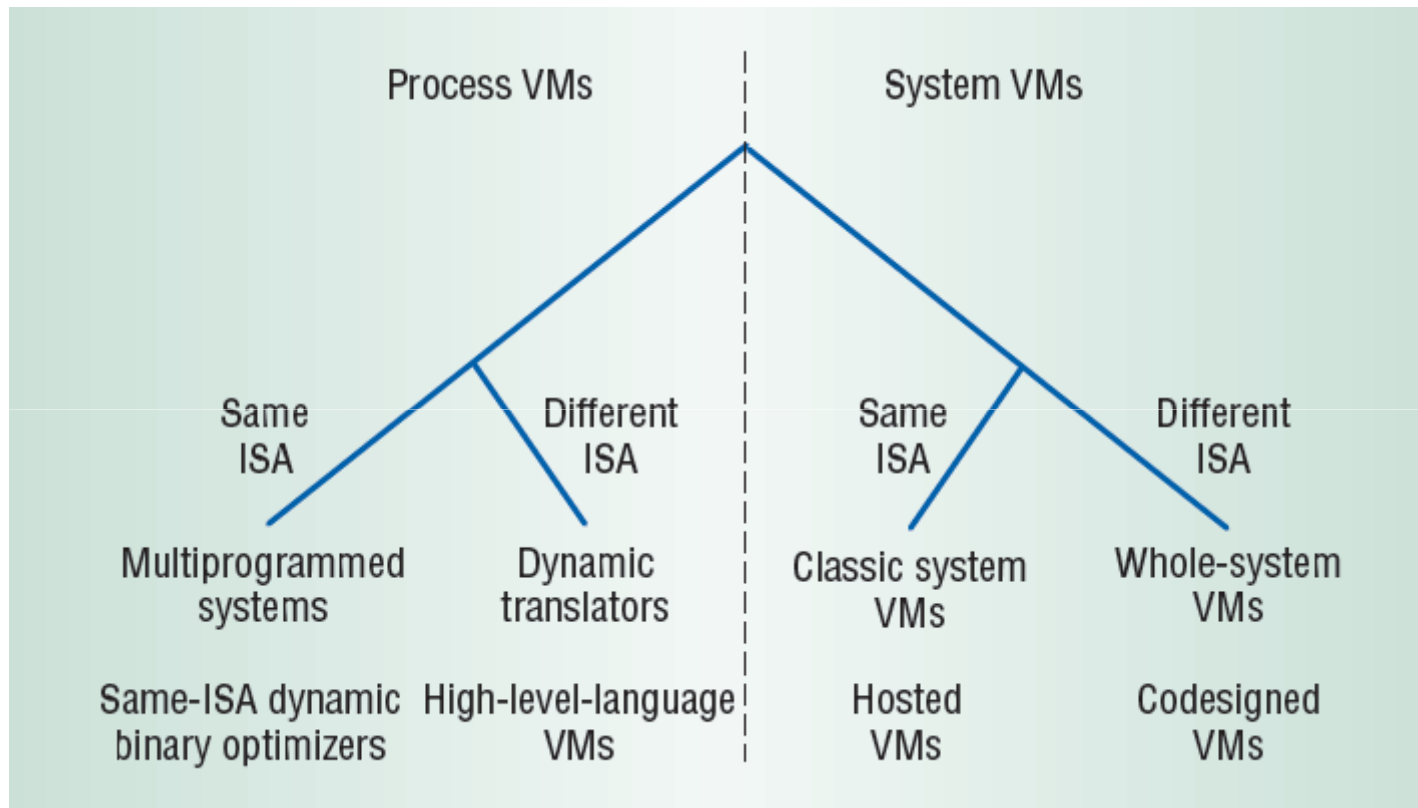 Process VMs
System VMs
Same
ISA
Different
ISA
Same
ISA
Different
ISA
Multiprogrammed
systems
Dynamic
translators
Classic system
VMs
Whole-system
VMs
Same-ISA dynamic
binary optimizers
High-level-language
VMs
Hosted
VMs
Codesigned
VMs